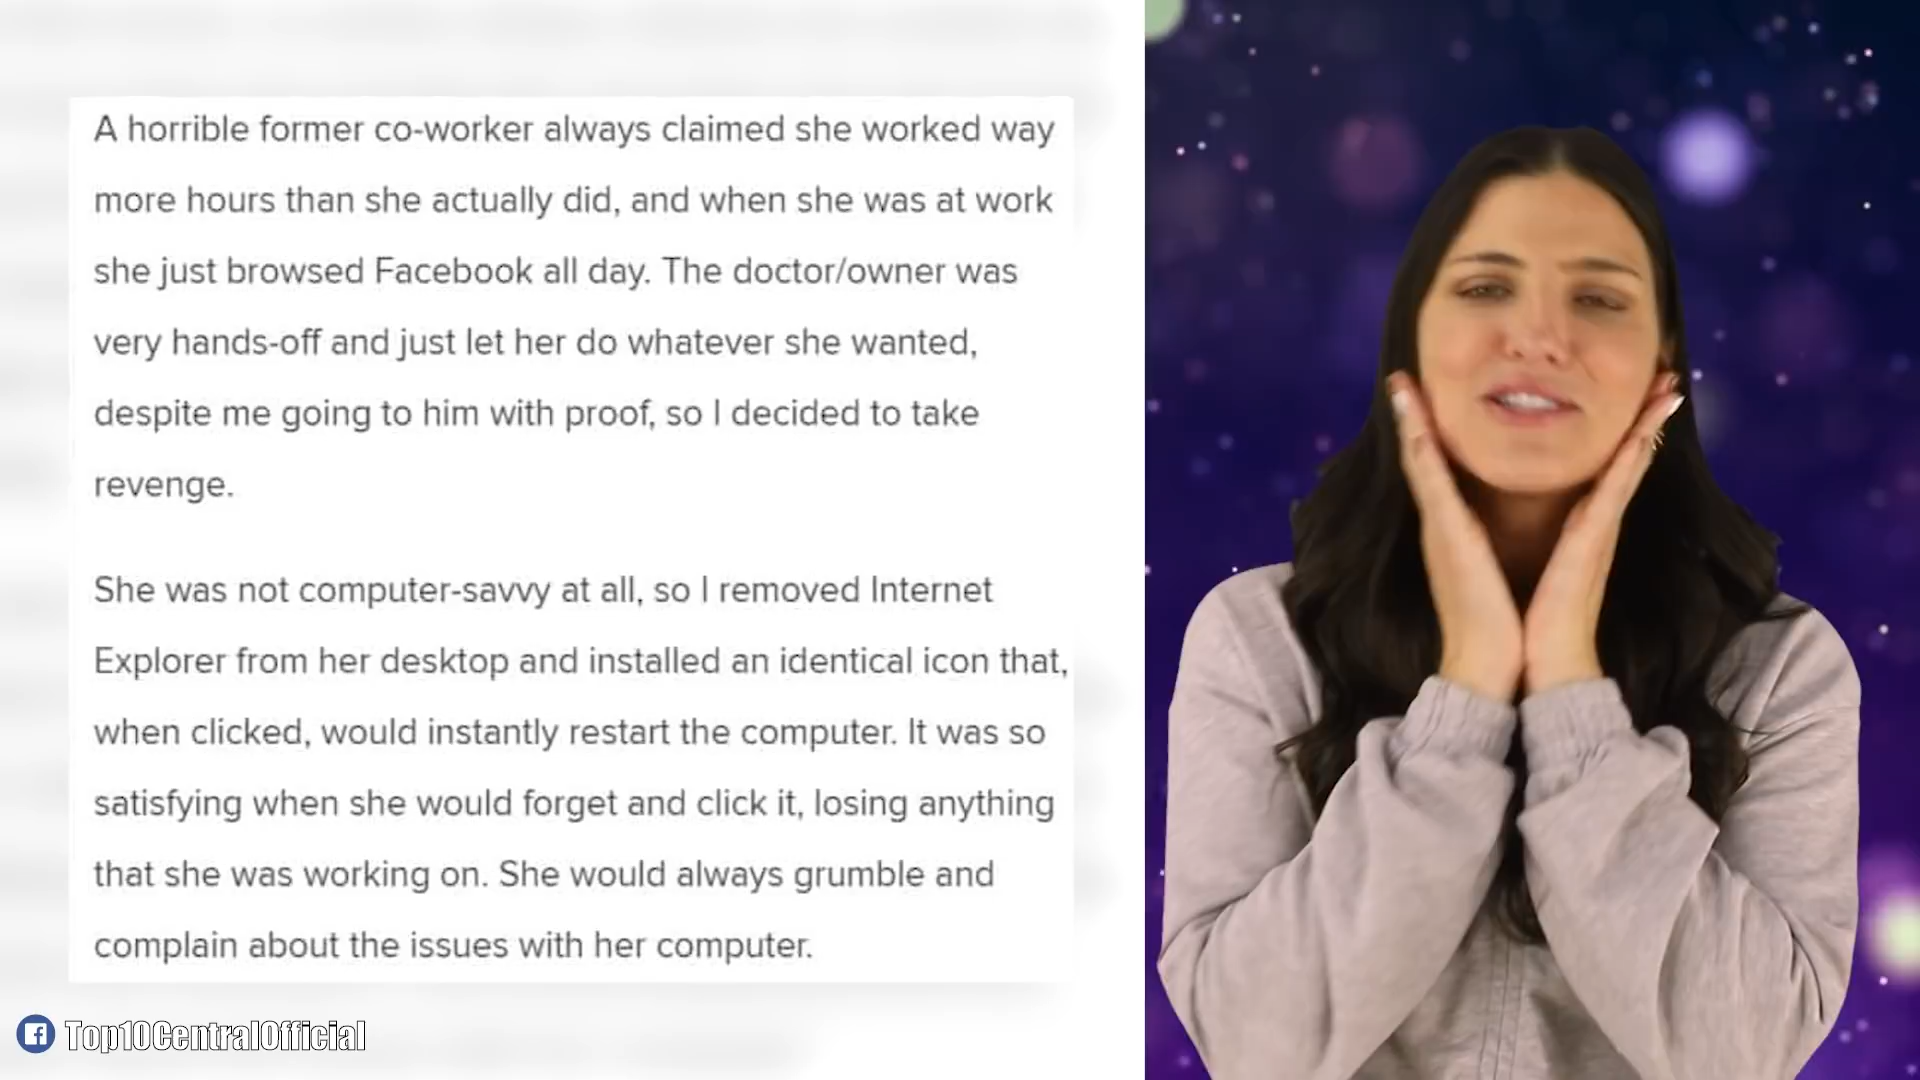 A horrible former co-worker always claimed she worked way
more hours than she actually did, and when she was at work
she just browsed Facebook all day. The doctor/owner was
very hands-off and just let her do whatever she wanted,
despite me going to him with proof, so I decided to take
revenge.
She was not computer-savvy at all, so I removed Internet
Explorer from her desktop and installed an identical icon that,
when clicked, would instantly restart the computer. It was so
satisfying when she would forget and click it, losing anything
that she was working on. She would always grumble and
complain about the issues with her computer.
Top10CentralOfficial